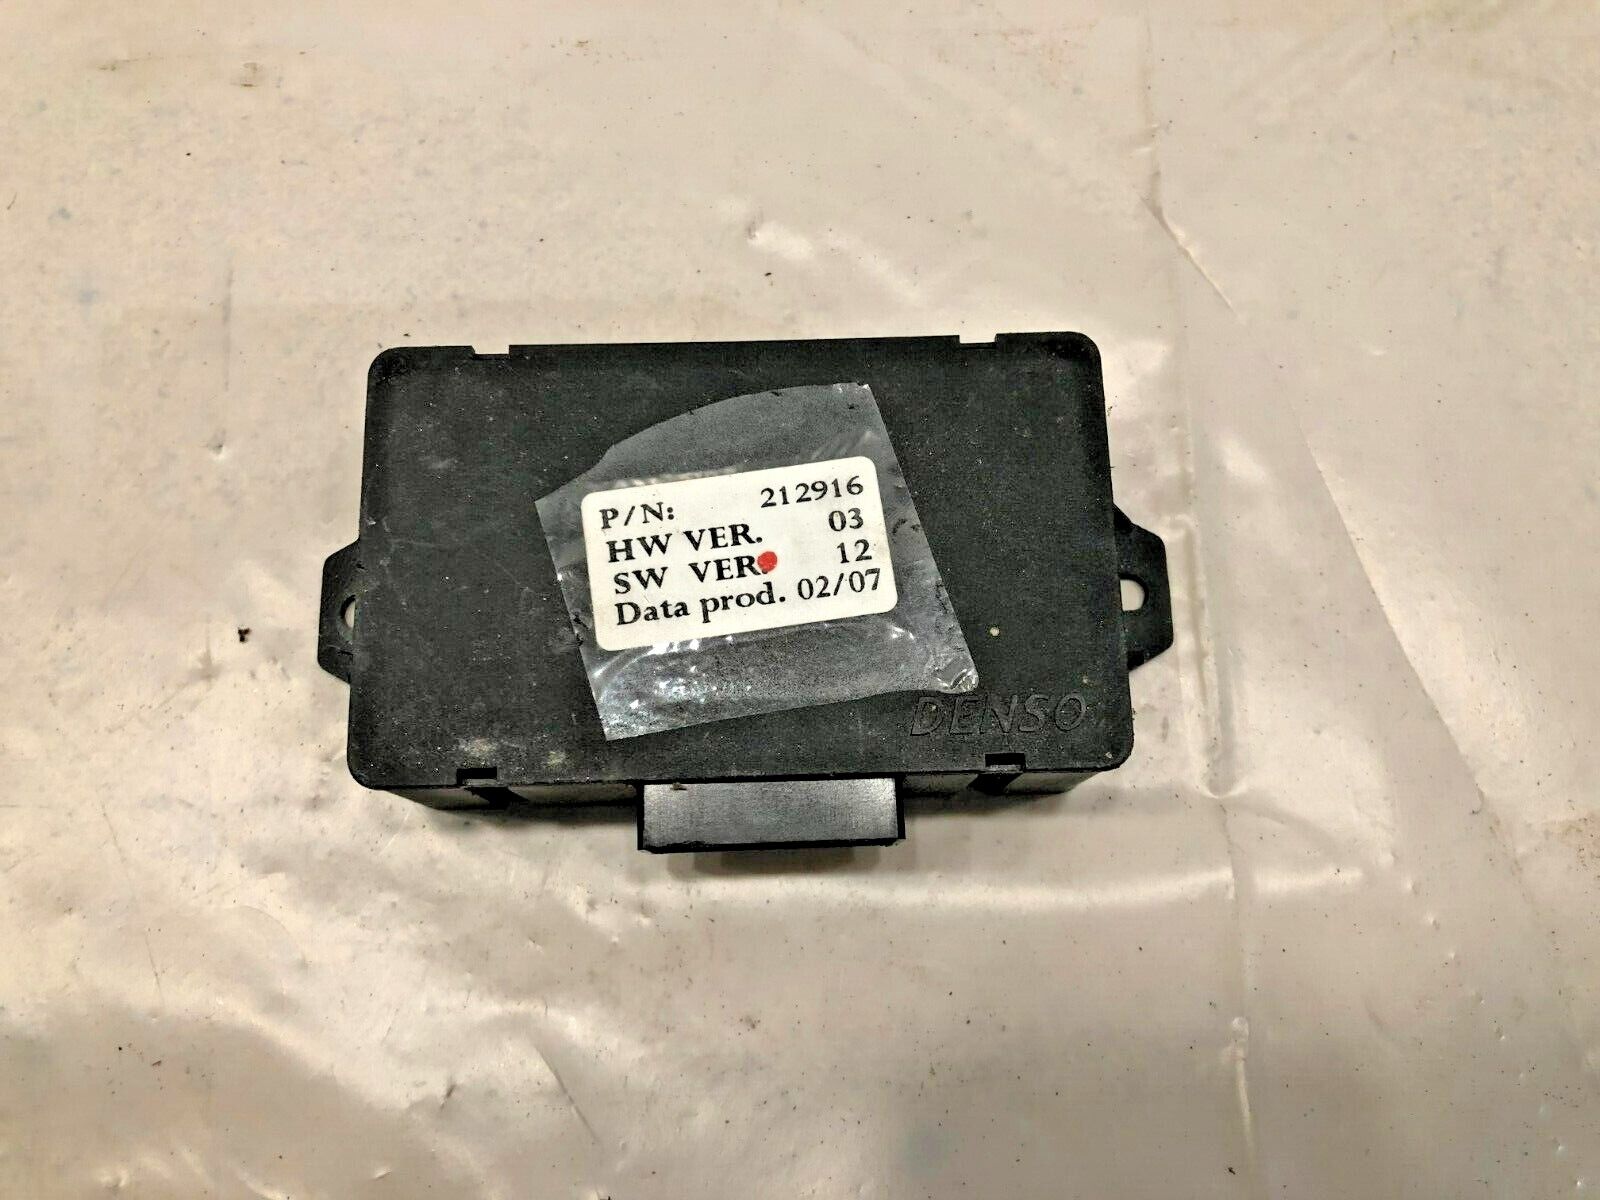 P/N: 212916
HW VER. 03
SW VER. 12
Data prod. 02/07
DENSO